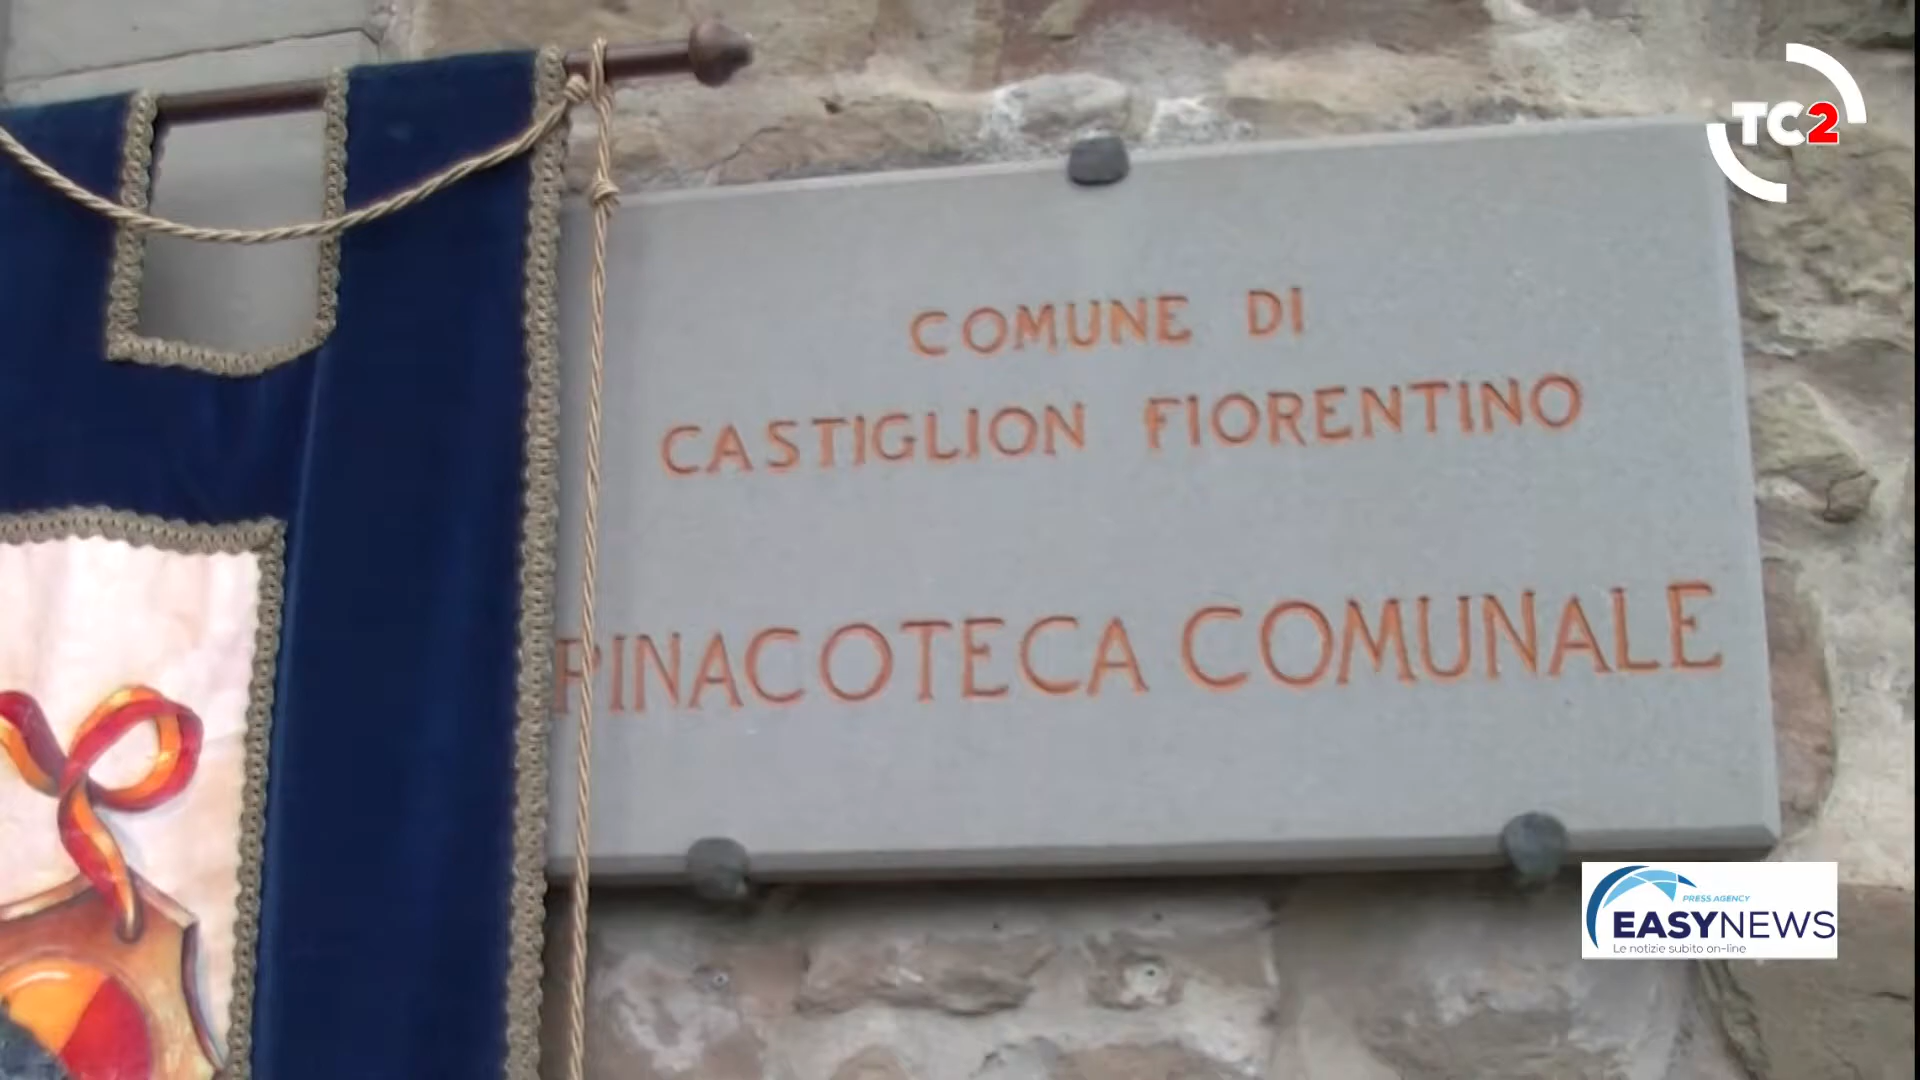 TC2
COMUNE DI
CASTIGLION FIORENTINO
PINACOTECA COMUNALE
PRESS AGENCY
EASYNEWS
Le notizie subito on-line